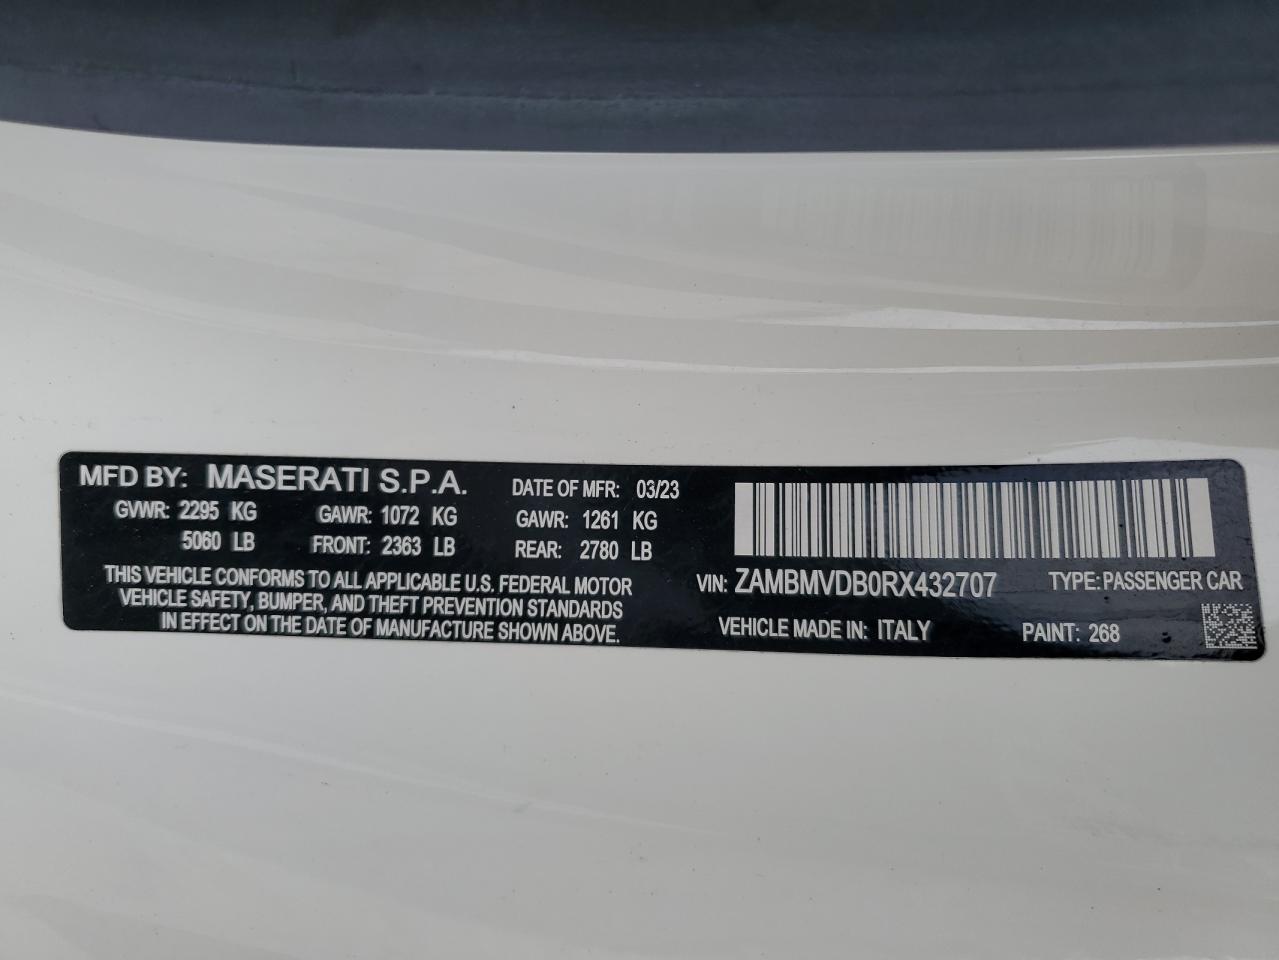 MFD BY: MASERATI S.P.A. DATE OF MFR: 03/23
GVWR: 2295 KG GAWR: 1072 KG GAWR: 1261 KG
5060 LB FRONT: 2363 LB REAR: 2780 LB
THIS VEHICLE CONFORMS TO ALL APPLICABLE U.S. FEDERAL MOTOR
VEHICLE SAFETY, BUMPER, AND THEFT PREVENTION STANDARDS
IN EFFECT ON THE DATE OF MANUFACTURE SHOWN ABOVE.
VIN: ZAMBMVDB0RX432707 TYPE: PASSENGER CAR
VEHICLE MADE IN: ITALY PAINT: 268